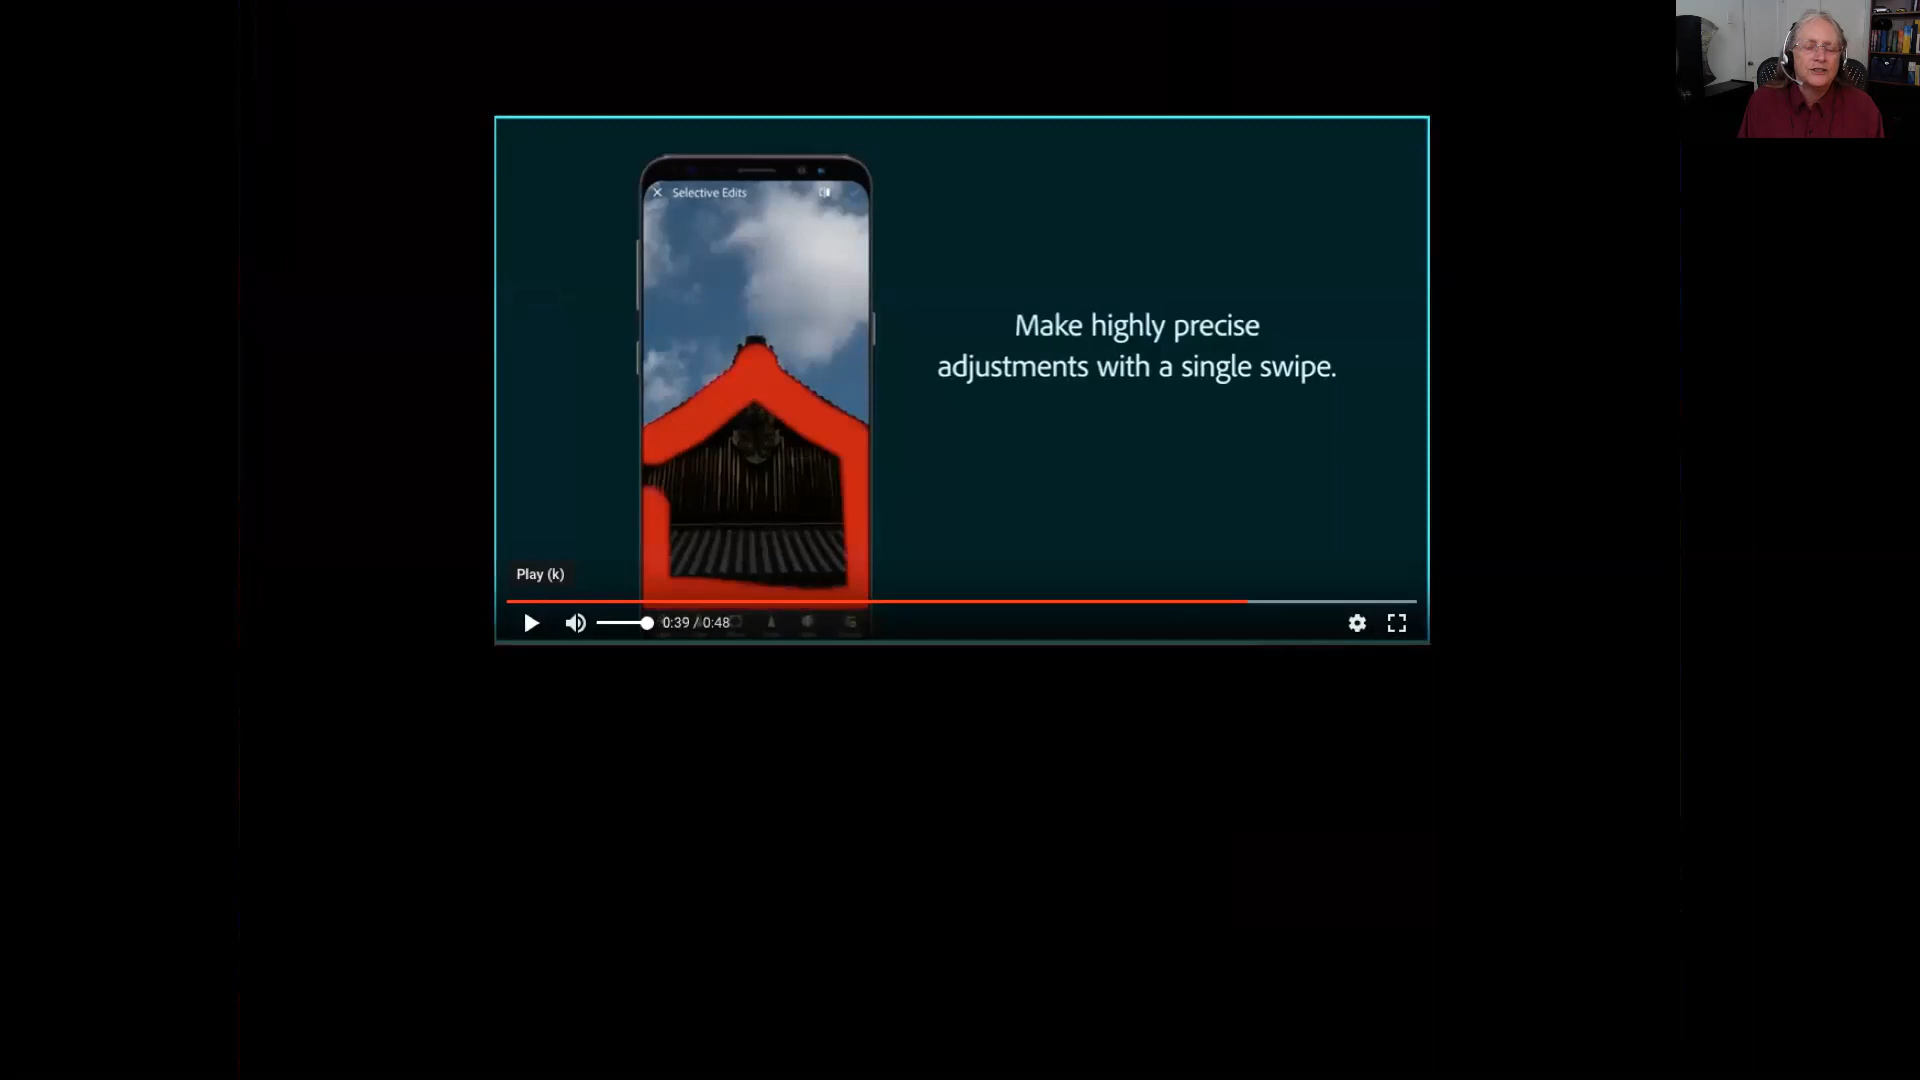 Selective Edits
Make highly precise
adjustments with a single swipe.
Play (k)
0:39 / 0:48